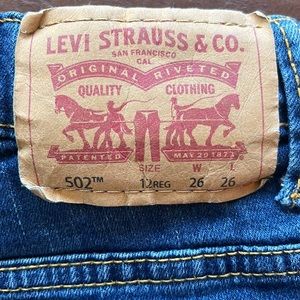 LEVI STRAUSS & CO.
SAN FRANCISCO
CAL.
ORIGINAL RIVETED
QUALITY CLOTHING
PATENTED MAY 20 1873
SIZE W L
502™ 12REG 26 26